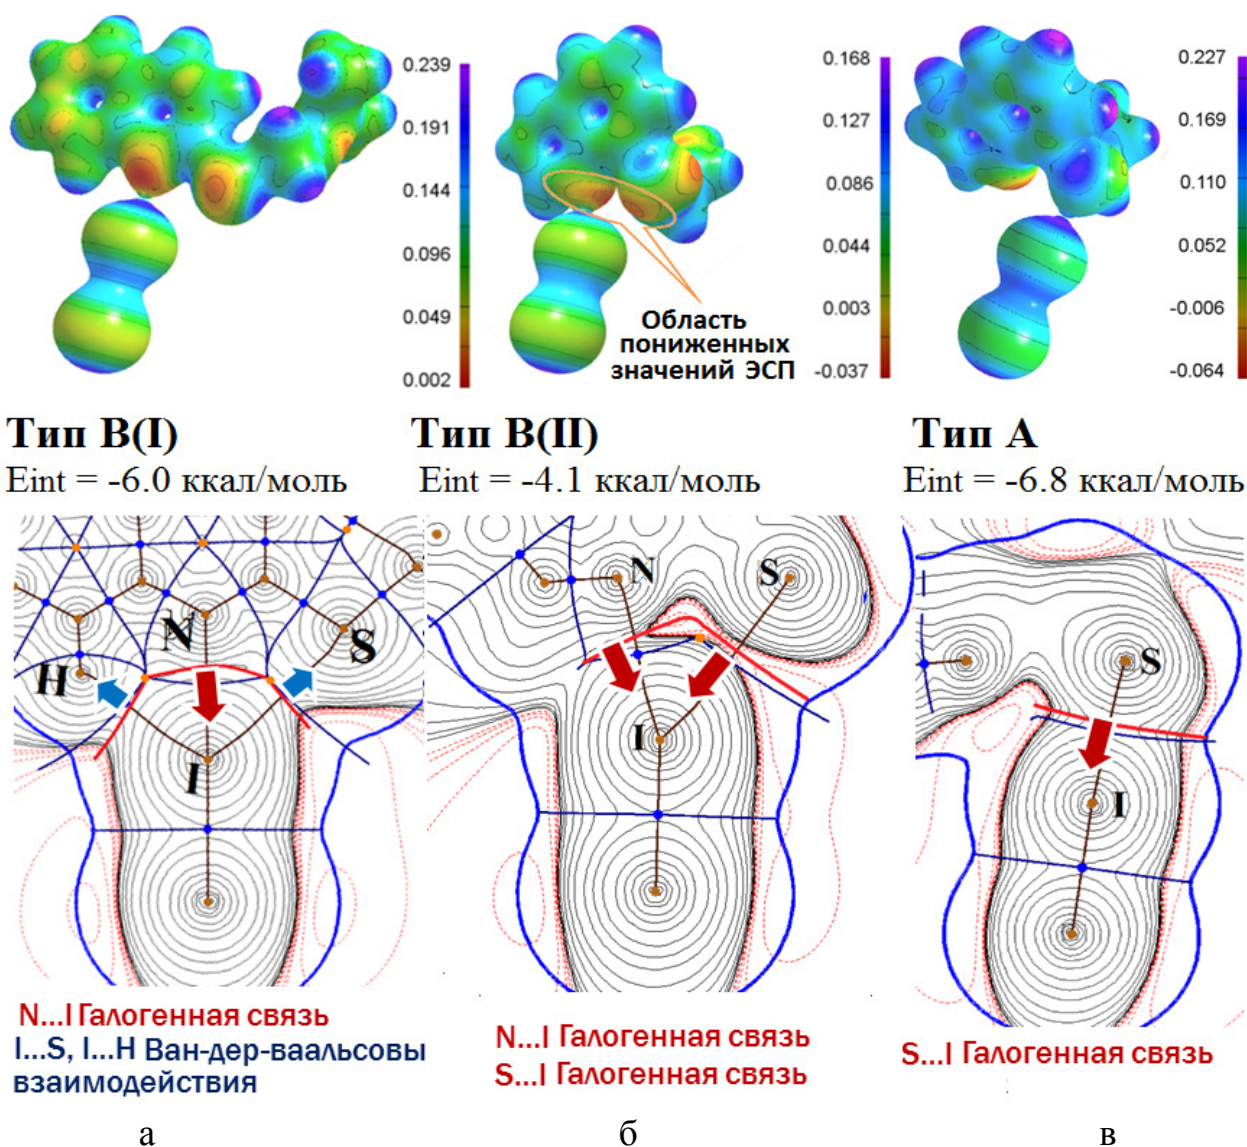 0.239
0.191
0.144
0.096
0.049
0.002
0.168
0.127
0.086
0.044
0.003
-0.037
0.227
0.169
0.110
0.052
-0.006
-0.064
Область
пониженных
значений ЭСП
Тип B(I)
Eint = -6.0 ккал/моль
Тип B(II)
Eint = -4.1 ккал/моль
Тип A
Eint = -6.8 ккал/моль
H
N
S
I
N
S
I
S
I
N...I Галогенная связь
I...S, I...H Ван-дер-ваальсовы
взаимодействия
N...I Галогенная связь
S...I Галогенная связь
S...I Галогенная связь
а
б
в